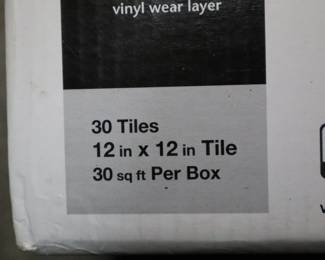 vinyl wear layer
30 Tiles
12 in x 12 in Tile
30 sq ft Per Box